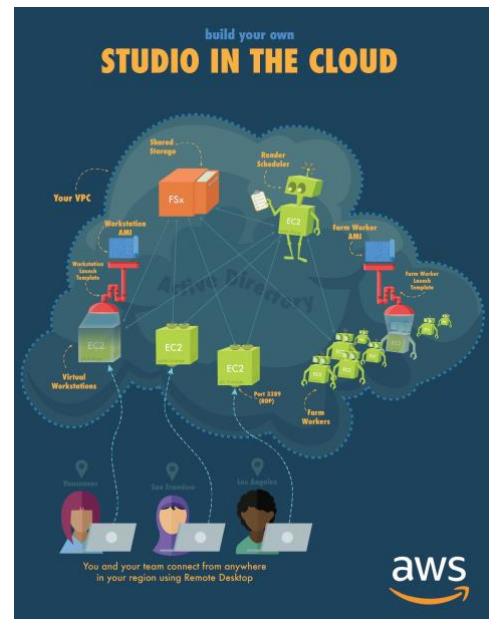 build your own
STUDIO IN THE CLOUD
Shared
Storage
Render
Scheduler
Your VPC
FSx
EC2
Workstation
AMI
Farm Worker
AMI
Workstation
Launch
Template
Farm Worker
Launch
Template
Active Directory
EC2
EC2
EC2
Virtual
Workstations
Port 3389
(RDP)
Farm
Workers
Vancouver
San Francisco
Los Angeles
You and your team connect from anywhere
in your region using Remote Desktop
aws